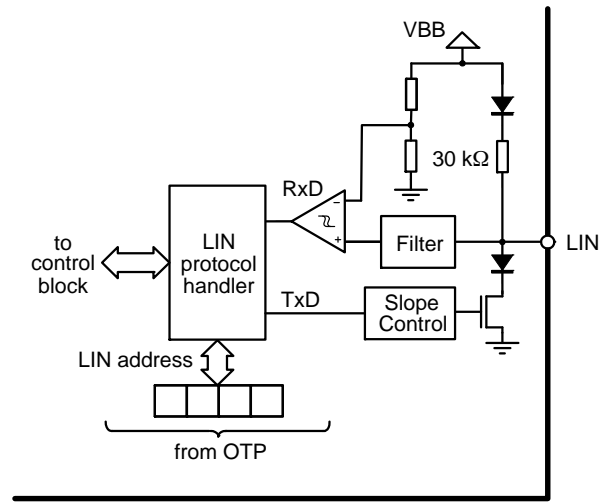 VBB
30 kΩ
RxD
−
+
to
control
block
LIN
protocol
handler
Filter
LIN
TxD
Slope
Control
LIN address
from OTP